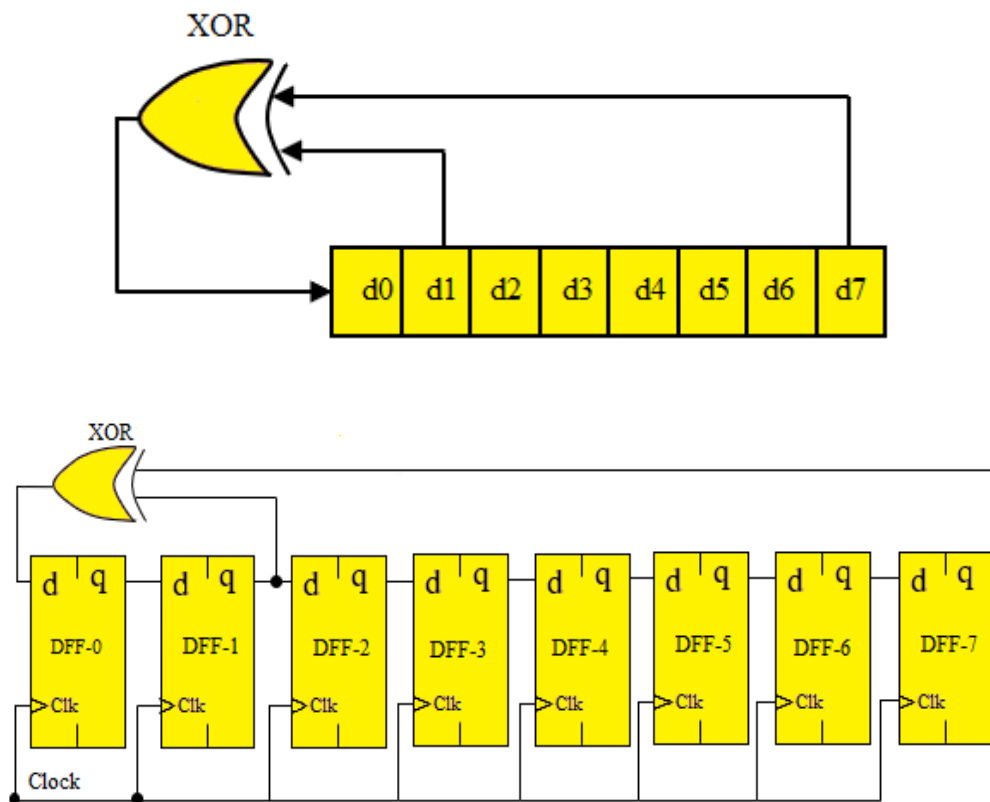 XOR
d0 d1 d2 d3 d4 d5 d6 d7
XOR
d q d q d q d q d q d q d q d q
DFF-0 DFF-1 DFF-2 DFF-3 DFF-4 DFF-5 DFF-6 DFF-7
Clk Clk Clk Clk Clk Clk Clk Clk
Clock